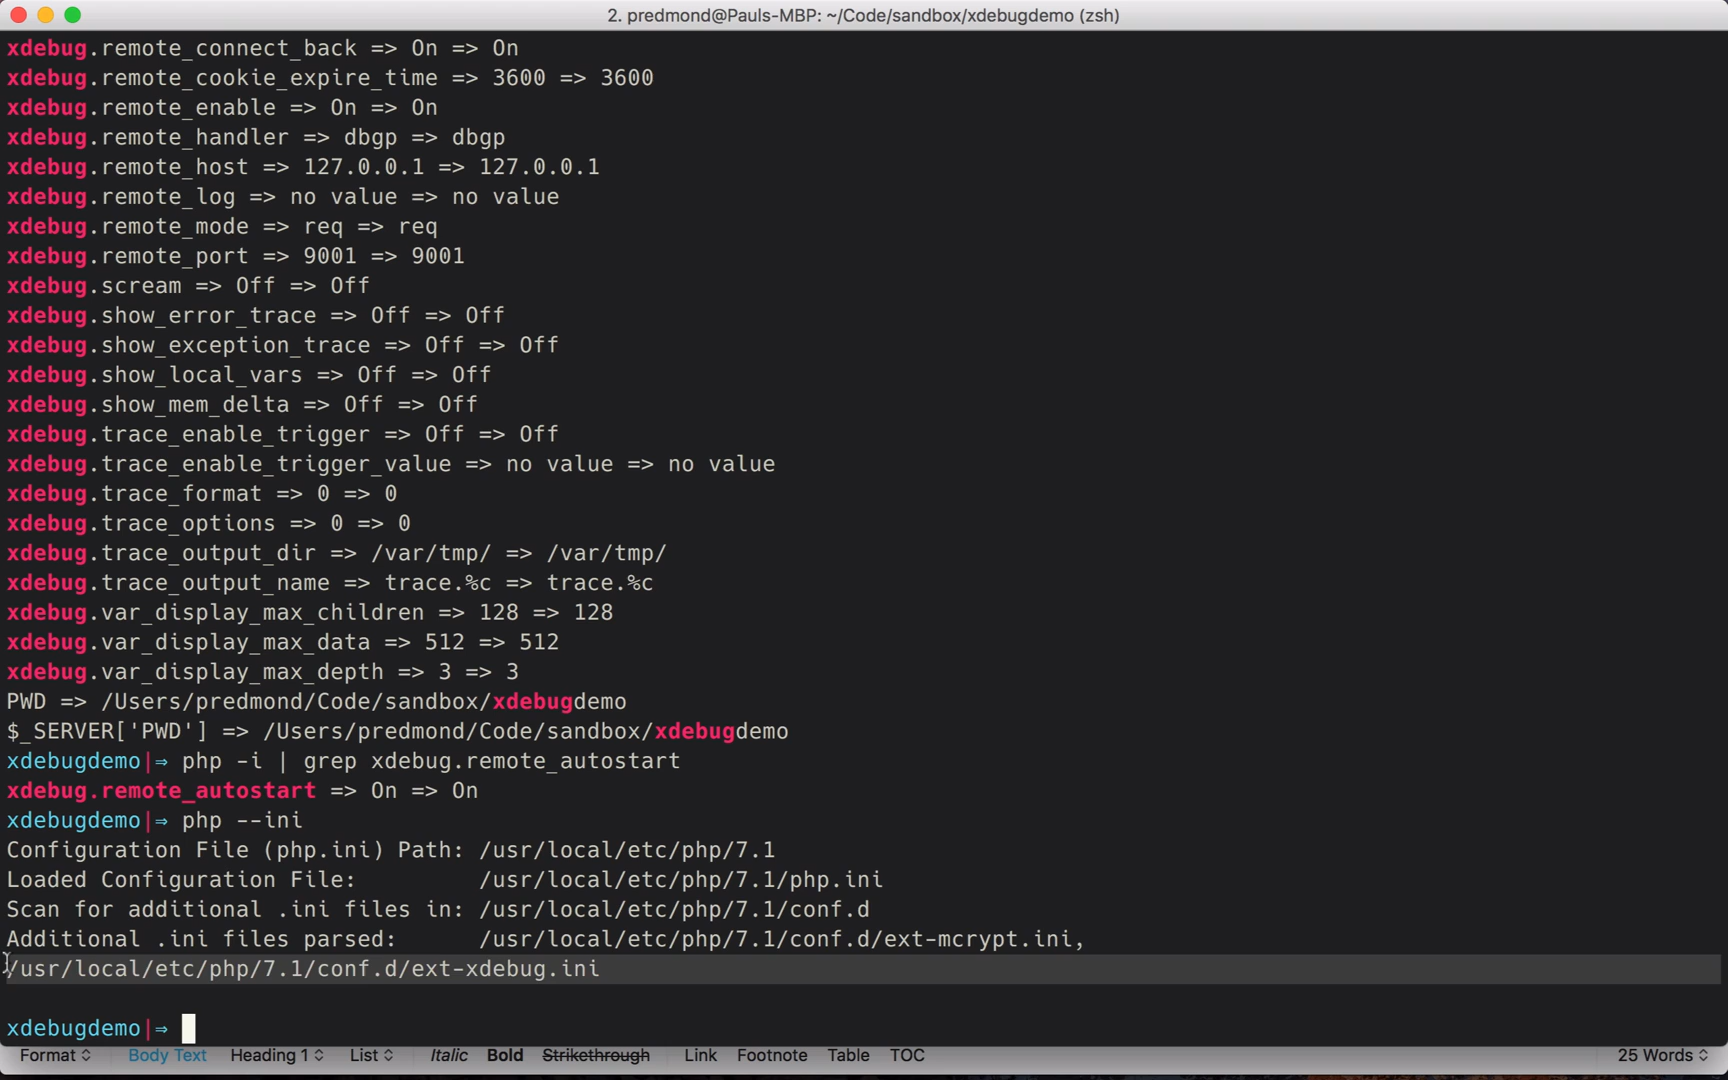 2. predmond@Pauls-MBP: ~/Code/sandbox/xdebugdemo (zsh)
xdebug.remote_connect_back => On => On
xdebug.remote_cookie_expire_time => 3600 => 3600
xdebug.remote_enable => On => On
xdebug.remote_handler => dbgp => dbgp
xdebug.remote_host => 127.0.0.1 => 127.0.0.1
xdebug.remote_log => no value => no value
xdebug.remote_mode => req => req
xdebug.remote_port => 9001 => 9001
xdebug.scream => Off => Off
xdebug.show_error_trace => Off => Off
xdebug.show_exception_trace => Off => Off
xdebug.show_local_vars => Off => Off
xdebug.show_mem_delta => Off => Off
xdebug.trace_enable_trigger => Off => Off
xdebug.trace_enable_trigger_value => no value => no value
xdebug.trace_format => 0 => 0
xdebug.trace_options => 0 => 0
xdebug.trace_output_dir => /var/tmp/ => /var/tmp/
xdebug.trace_output_name => trace.%c => trace.%c
xdebug.var_display_max_children => 128 => 128
xdebug.var_display_max_data => 512 => 512
xdebug.var_display_max_depth => 3 => 3
PWD => /Users/predmond/Code/sandbox/xdebugdemo
$_SERVER['PWD'] => /Users/predmond/Code/sandbox/xdebugdemo
xdebugdemo|⇒ php -i | grep xdebug.remote_autostart
xdebug.remote_autostart => On => On
xdebugdemo|⇒ php --ini
Configuration File (php.ini) Path: /usr/local/etc/php/7.1
Loaded Configuration File:         /usr/local/etc/php/7.1/php.ini
Scan for additional .ini files in: /usr/local/etc/php/7.1/conf.d
Additional .ini files parsed:      /usr/local/etc/php/7.1/conf.d/ext-mcrypt.ini,
/usr/local/etc/php/7.1/conf.d/ext-xdebug.ini
xdebugdemo|⇒
Format Body Text Heading 1 List Italic Bold Strikethrough Link Footnote Table TOC 25 Words